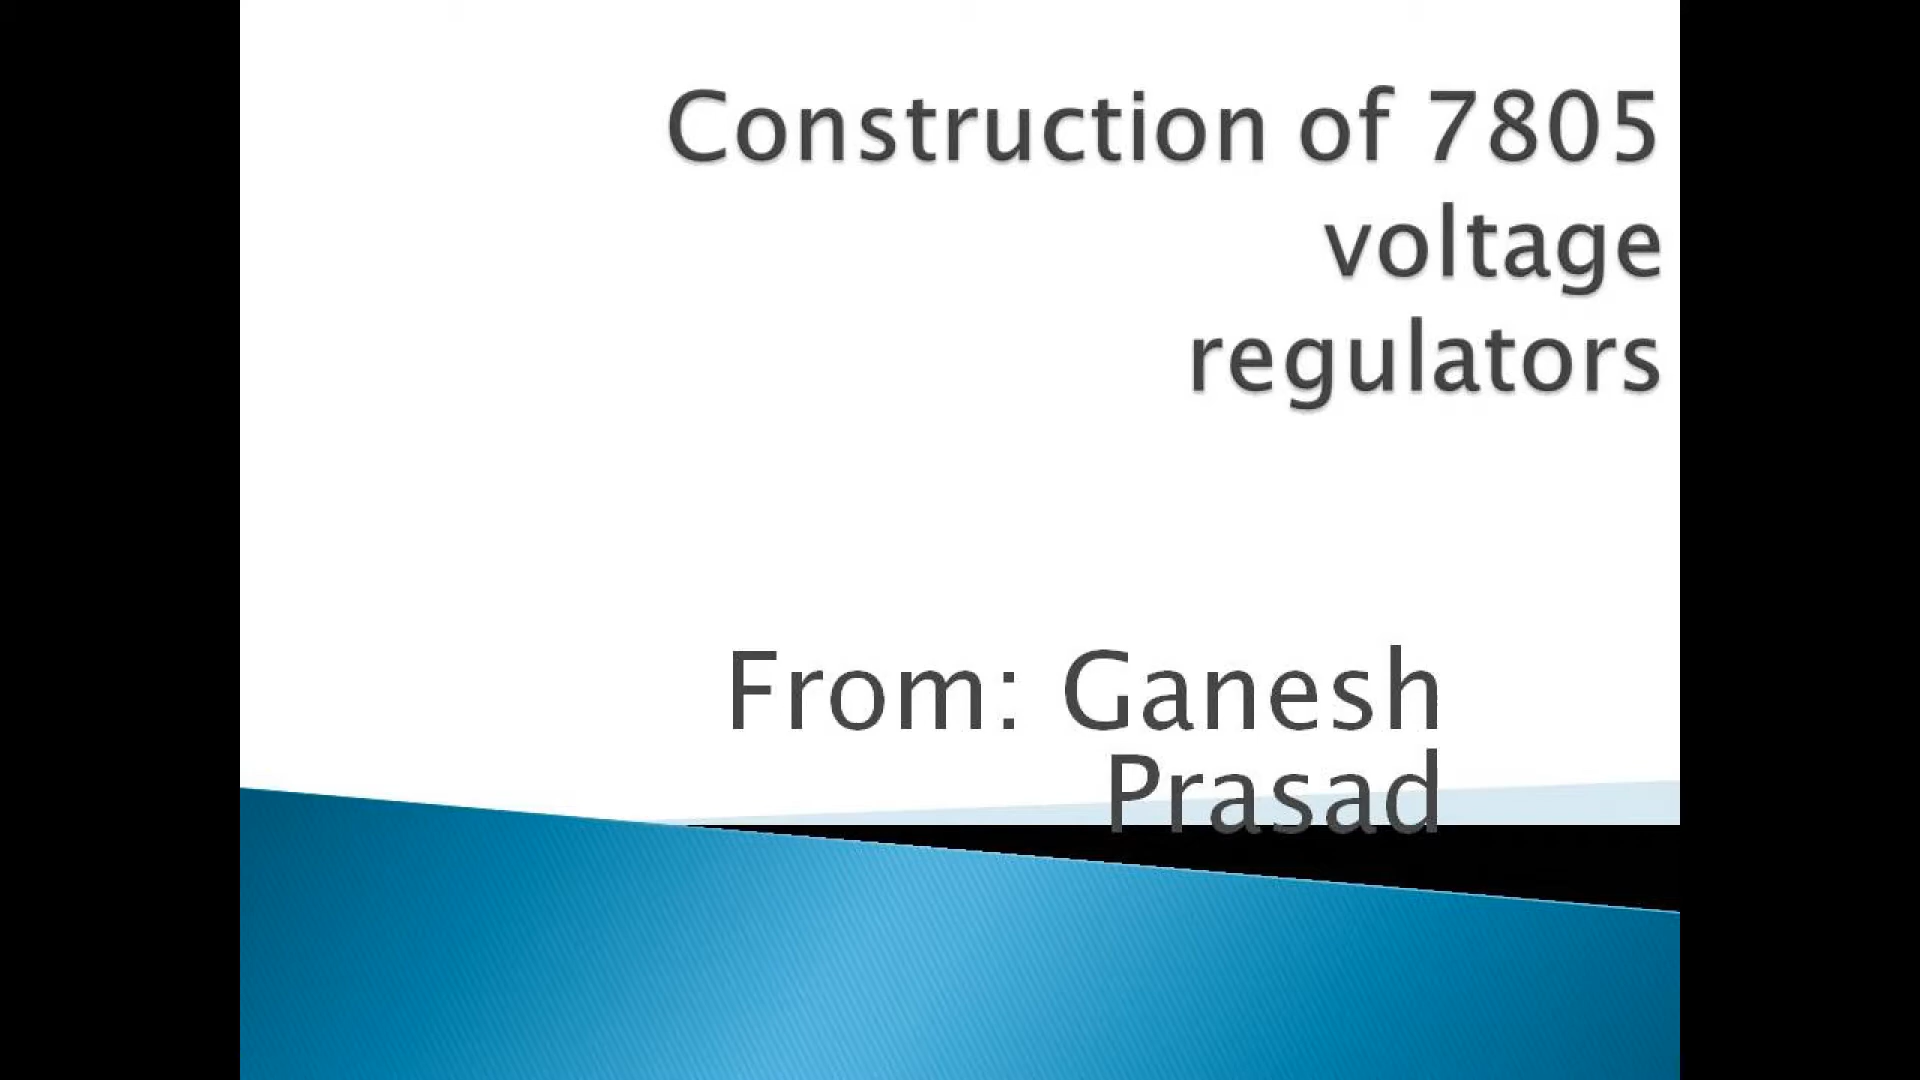 Construction of 7805
voltage
regulators
From: Ganesh
Prasad